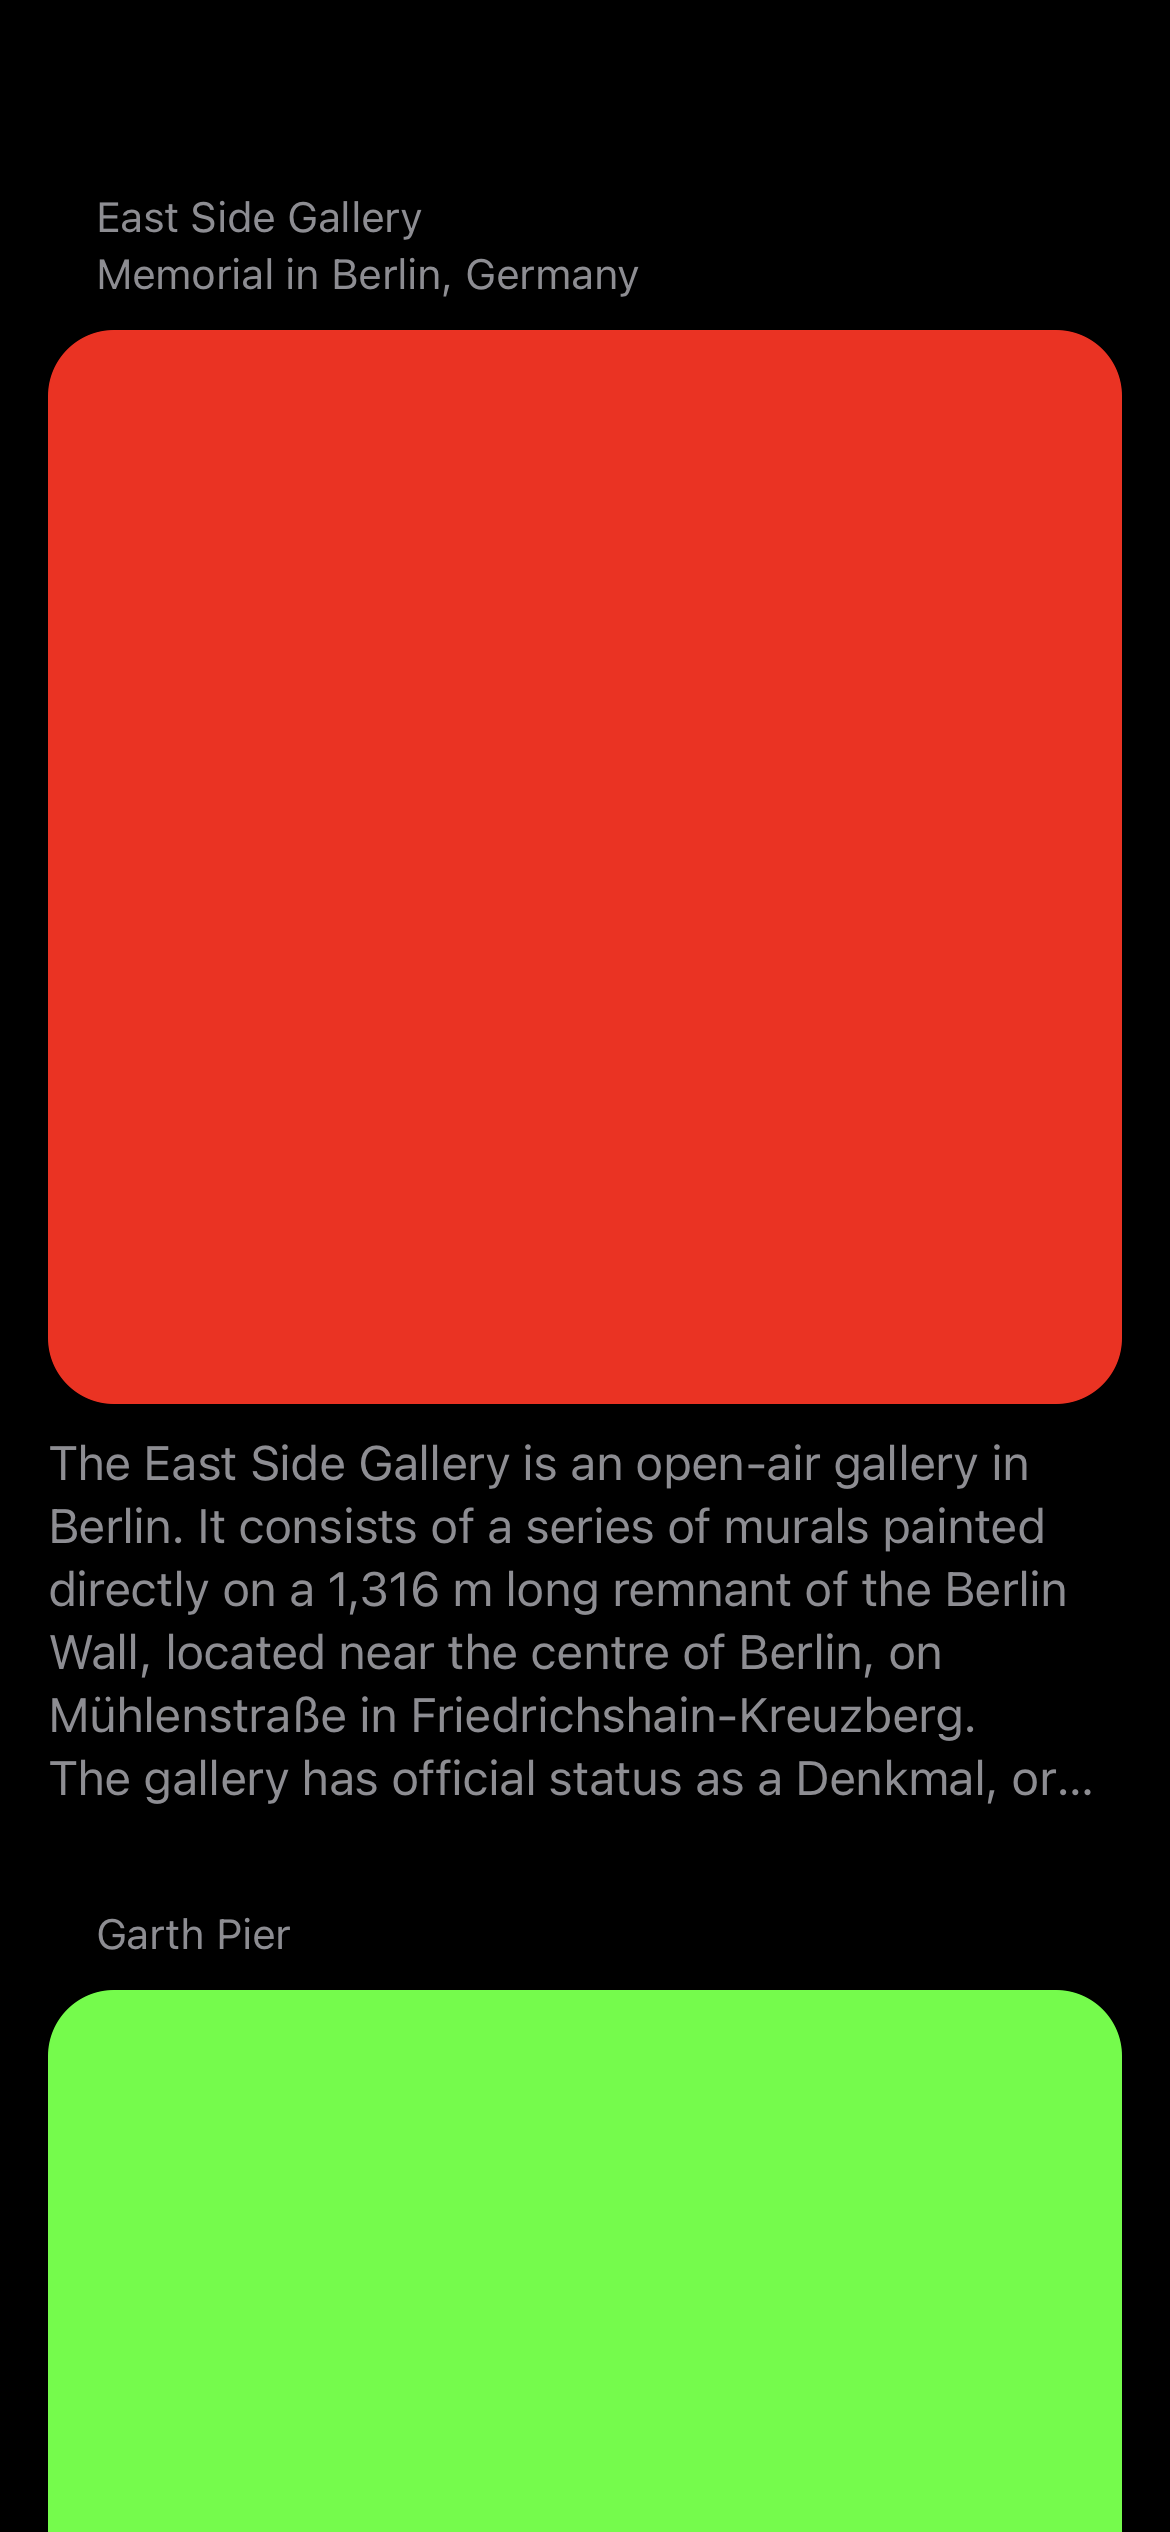 East Side Gallery
Memorial in Berlin, Germany
The East Side Gallery is an open-air gallery in
Berlin. It consists of a series of murals painted
directly on a 1,316 m long remnant of the Berlin
Wall, located near the centre of Berlin, on
Mühlenstraße in Friedrichshain-Kreuzberg.
The gallery has official status as a Denkmal, or...
Garth Pier